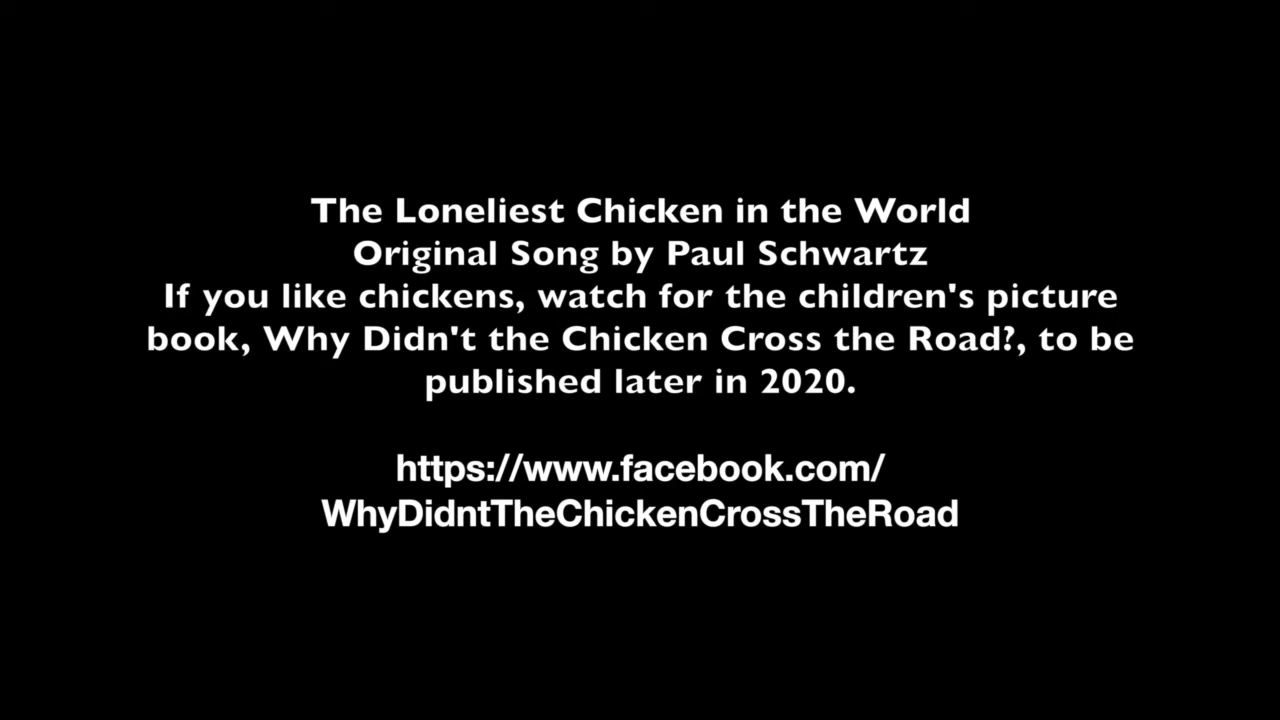 The Loneliest Chicken in the World
Original Song by Paul Schwartz
If you like chickens, watch for the children's picture
book, Why Didn't the Chicken Cross the Road?, to be
published later in 2020.
https://www.facebook.com/
WhyDidntTheChickenCrossTheRoad